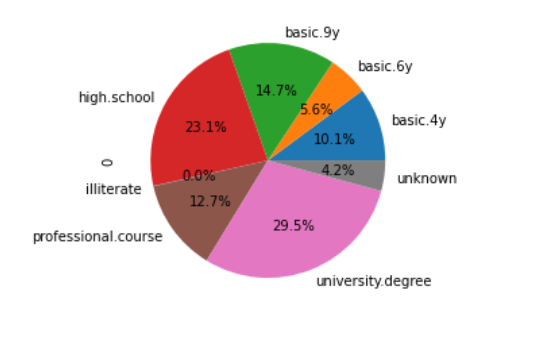 basic.9y
basic.6y
14.7%
high.school
5.6%
basic.4y
23.1%
10.1%
0
0.0%
4.2%
unknown
illiterate
12.7%
29.5%
professional.course
university.degree